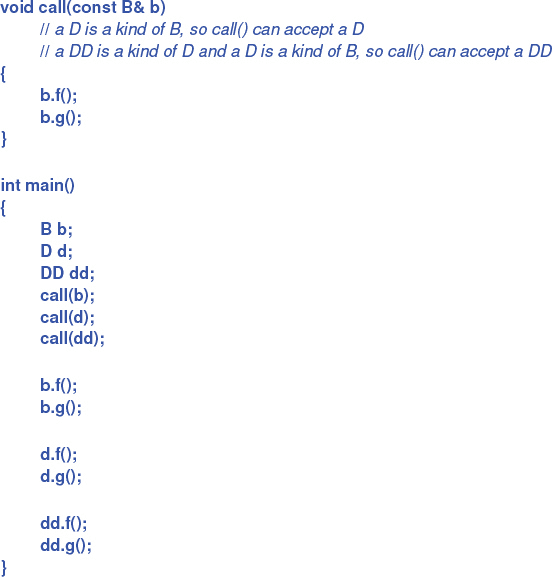 void call(const B& b)
// a D is a kind of B, so call() can accept a D
// a DD is a kind of D and a D is a kind of B, so call() can accept a DD
{
b.f();
b.g();
}
int main()
{
B b;
D d;
DD dd;
call(b);
call(d);
call(dd);
b.f();
b.g();
d.f();
d.g();
dd.f();
dd.g();
}